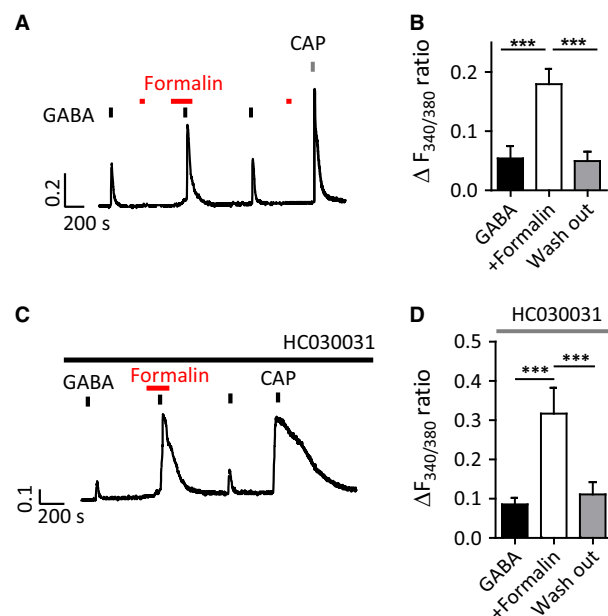 A
CAP
Formalin
GABA
0.2
200 s
B
*** ***
Δ F340/380 ratio
0.2
0.1
0.0
GABA
+Formalin
Wash out
C
HC030031
GABA
Formalin
CAP
0.1
200 s
D
HC030031
*** ***
ΔF340/380 ratio
0.5
0.4
0.3
0.2
0.1
0.0
GABA
+Formalin
Wash out